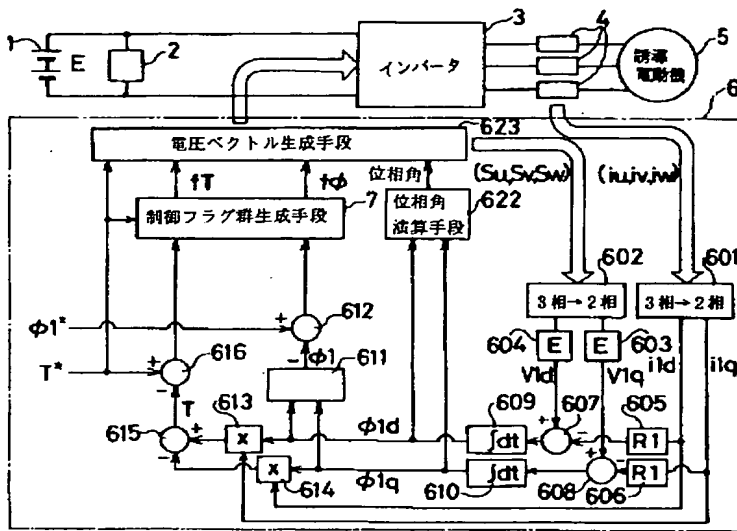 1
E
2
3
インバータ
4
5
誘導
電動機
6
623
電圧ベクトル生成手段
fT
fφ
位相角
(Su,Sv,Sw)
(iu,iv,iw)
制御フラグ群生成手段
7
位相角
演算手段
622
602
601
3相→2相
3相→2相
φ1*
+
612
-
φ1
604
E
E
603
V1d
V1q
i1d
i1q
T*
+
616
-
611
T
613
609
607
605
615
+
x
φ1d
∫dt
+
-
R1
-
x
φ1q
∫dt
+
-
R1
614
610
608
606